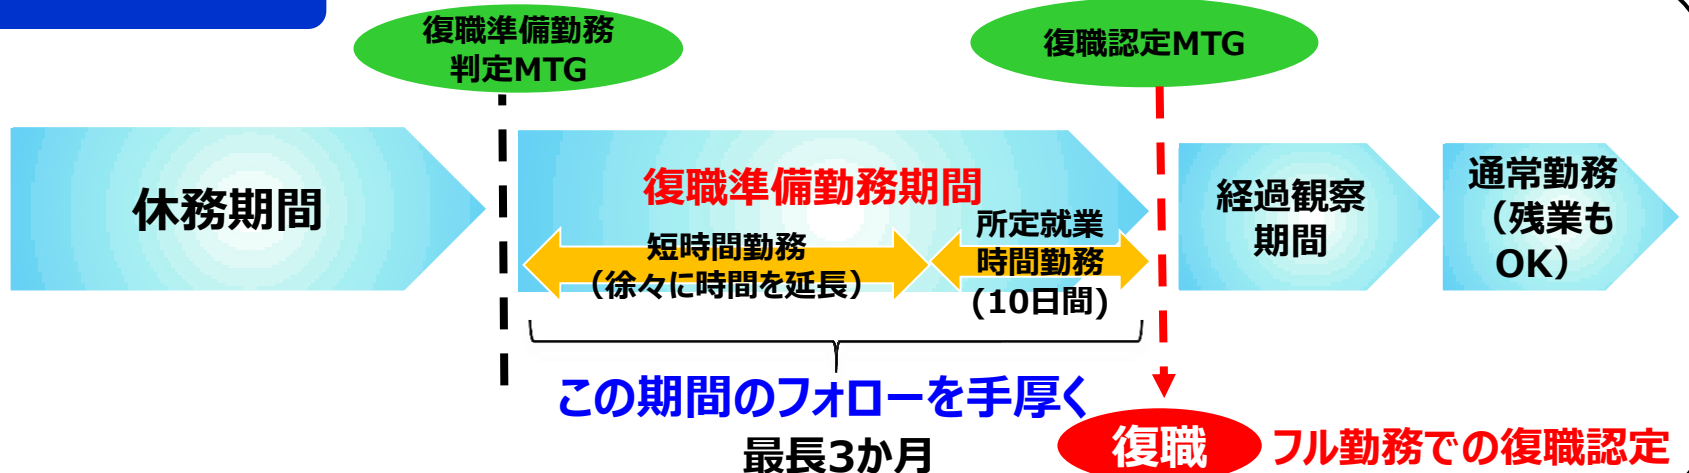 復職準備勤務
判定MTG
復職認定MTG
休務期間
復職準備勤務期間
短時間勤務
（徐々に時間を延長）
所定就業
時間勤務
(10日間)
経過観察
期間
通常勤務
（残業も
OK）
この期間のフォローを手厚く
最長3か月
復職
フル勤務での復職認定